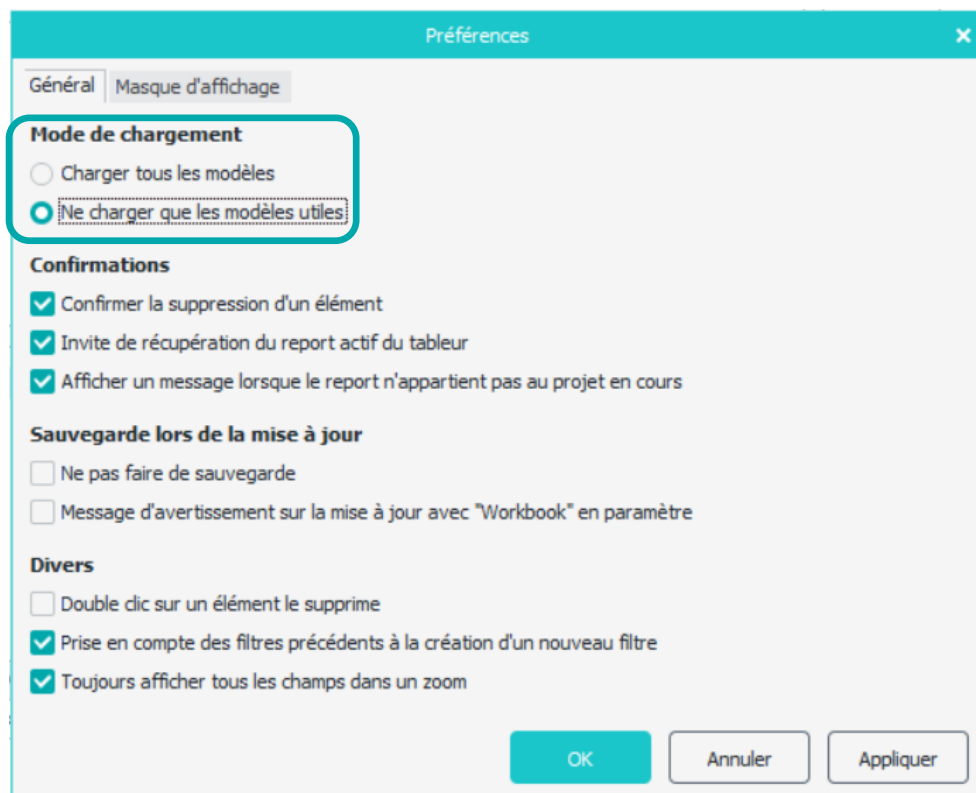 Préférences
Général
Masque d'affichage
Mode de chargement
Charger tous les modèles
Ne charger que les modèles utiles
Confirmations
Confirmer la suppression d'un élément
Invite de récupération du report actif du tableur
Afficher un message lorsque le report n'appartient pas au projet en cours
Sauvegarde lors de la mise à jour
Ne pas faire de sauvegarde
Message d'avertissement sur la mise à jour avec "Workbook" en paramètre
Divers
Double clic sur un élément le supprime
Prise en compte des filtres précédents à la création d'un nouveau filtre
Toujours afficher tous les champs dans un zoom
OK
Annuler
Appliquer